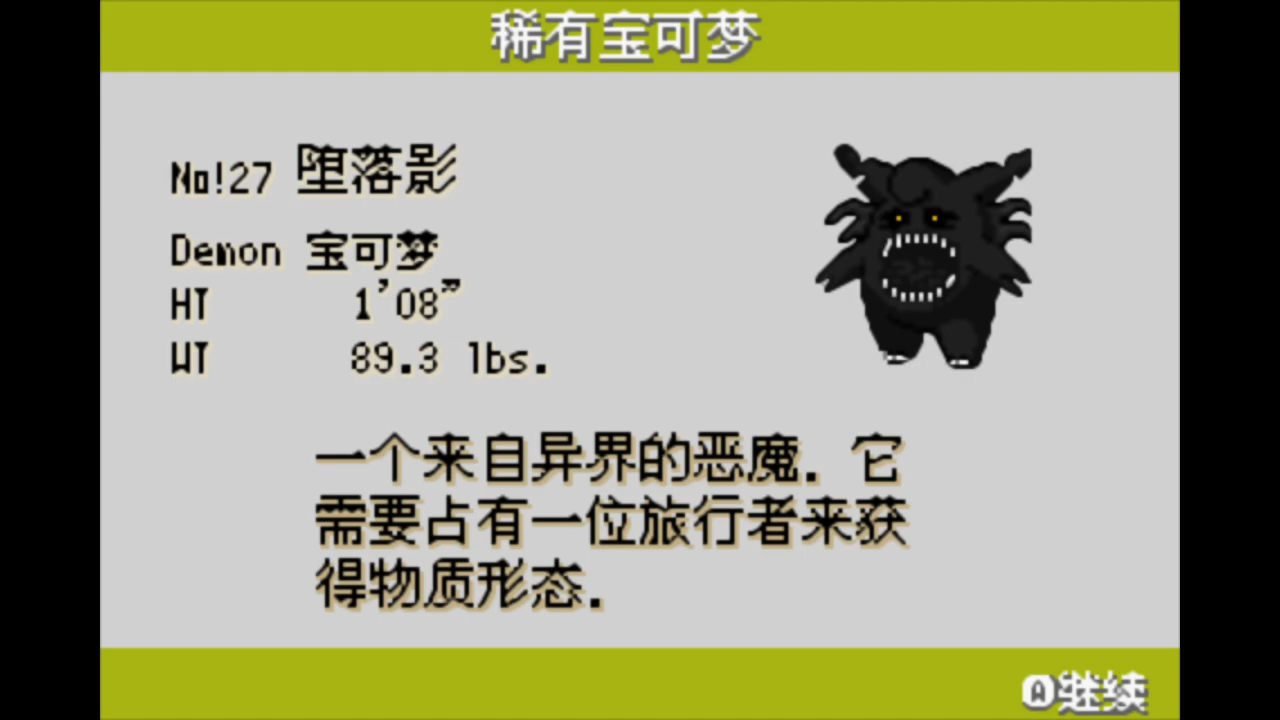 稀有宝可梦
No!27 堕落影
Demon 宝可梦
HT 1'08"
WT 89.3 lbs.
一个来自异界的恶魔. 它
需要占有一位旅行者来获
得物质形态.
A继续